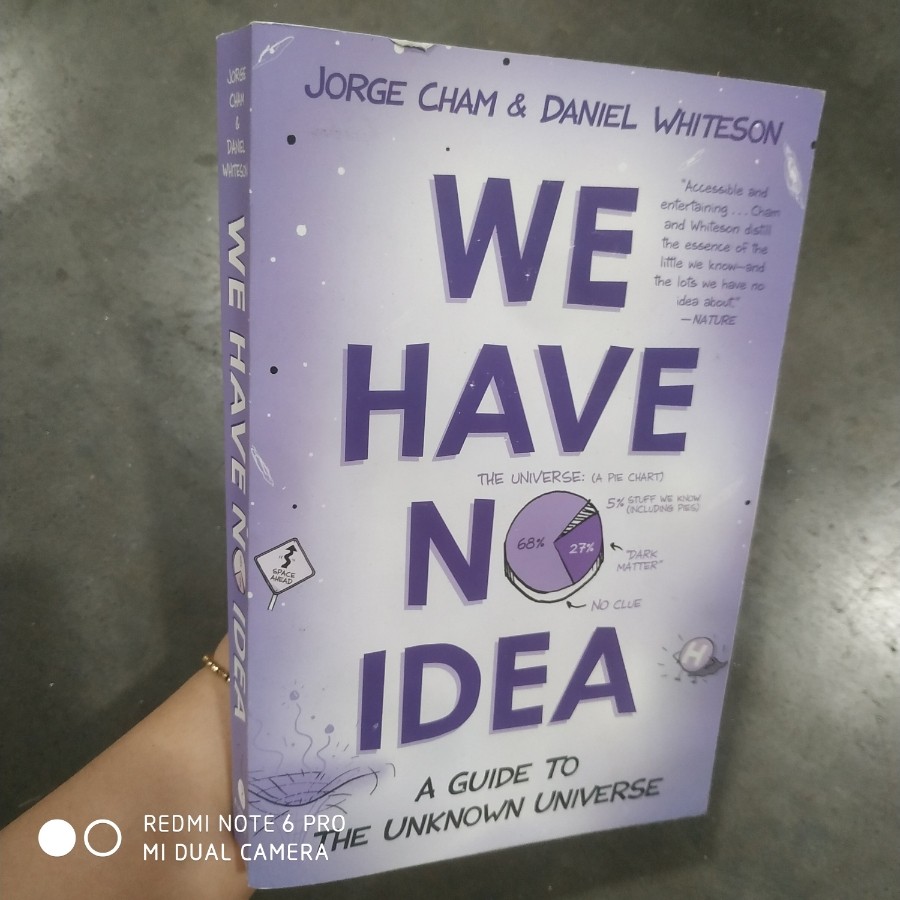 JORGE
CHAM
&
DANIEL
WHITESON
WE HAVE NO IDEA
JORGE CHAM & DANIEL WHITESON
"Accessible and
entertaining . . . Cham
and Whiteson distill
the essence of the
little we know—and
the lots we have no
idea about."
—NATURE
WE
HAVE
THE UNIVERSE: (A PIE CHART)
NO
5% STUFF WE KNOW
(INCLUDING PIES)
68%
27%
"DARK
MATTER"
NO CLUE
SPACE
AHEAD
H
IDEA
A GUIDE TO
THE UNKNOWN UNIVERSE
REDMI NOTE 6 PRO
MI DUAL CAMERA